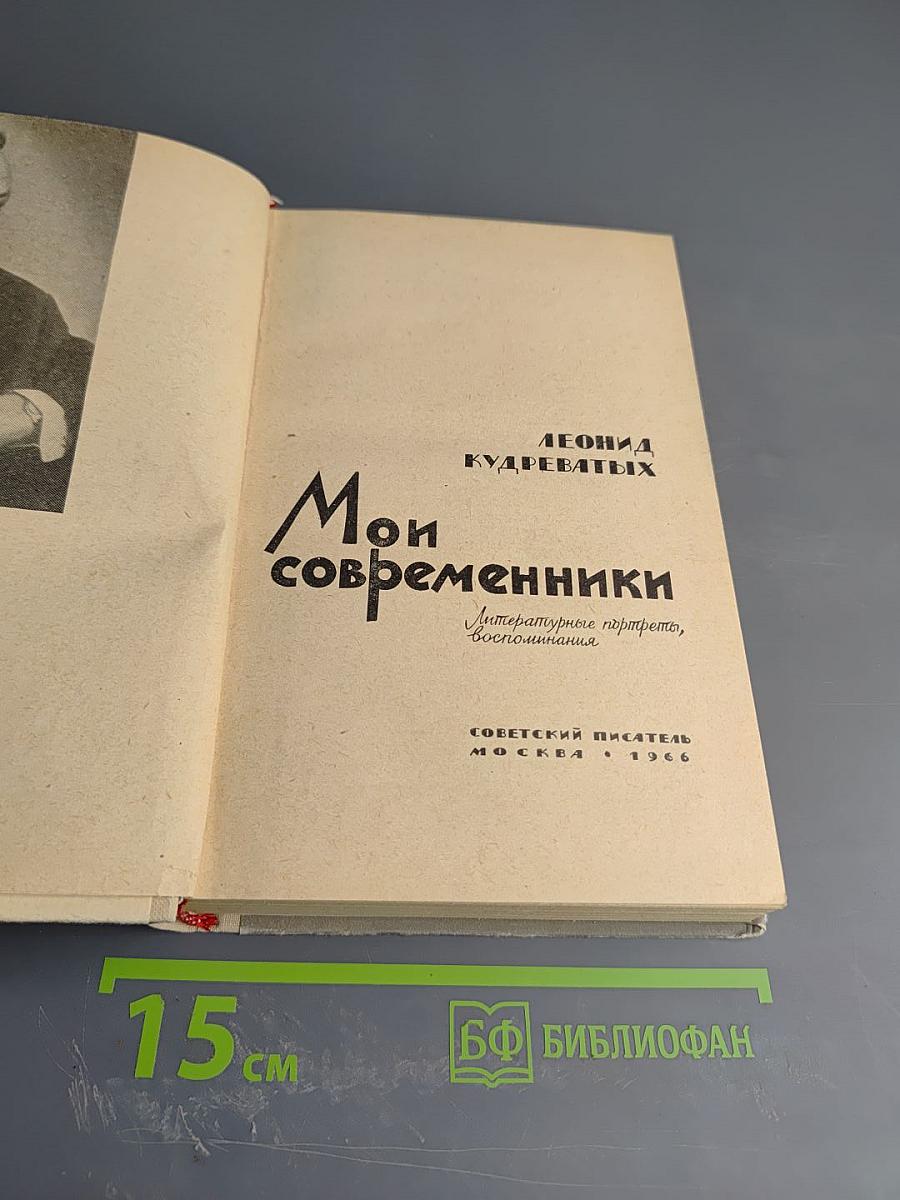 ЛЕОНИД
КУДРЕВАТЫХ
Мои
современники
Литературные портреты,
воспоминания
СОВЕТСКИЙ ПИСАТЕЛЬ
МОСКВА • 1966
15 см
БФ БИБЛИОФАН